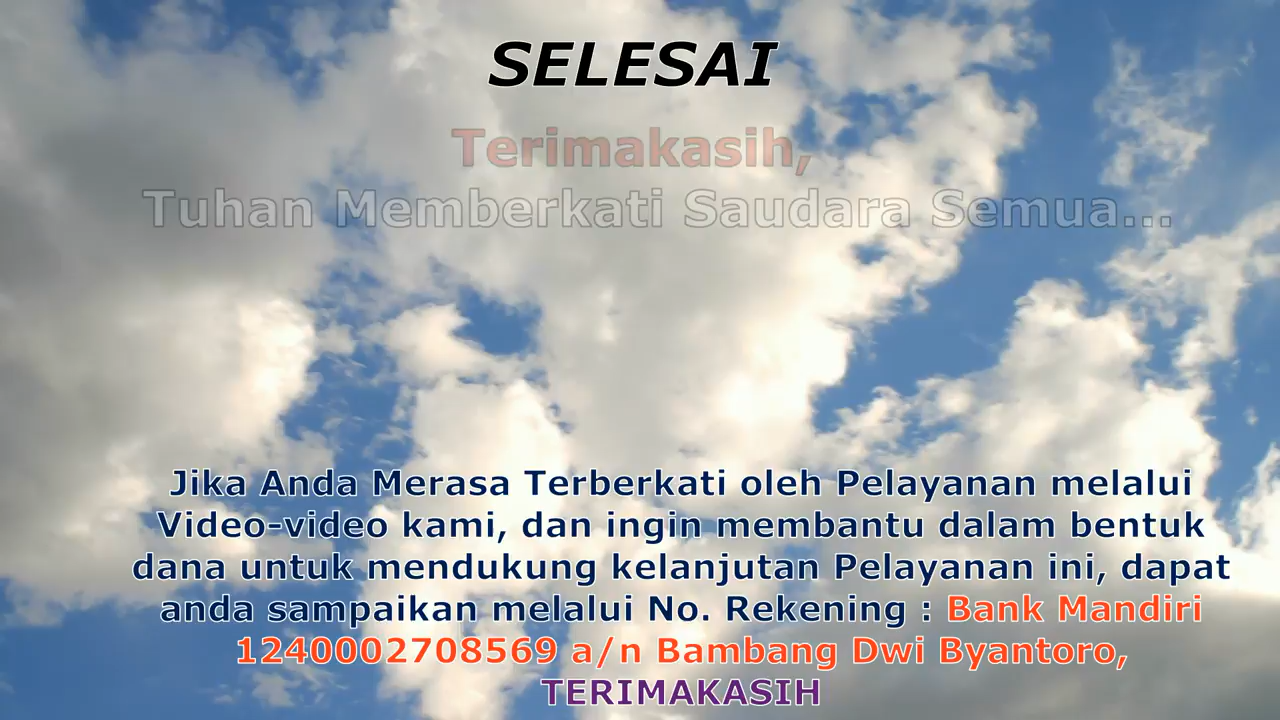 SELESAI
Terimakasih,
Tuhan Memberkati Saudara Semua...
Jika Anda Merasa Terberkati oleh Pelayanan melalui
Video-video kami, dan ingin membantu dalam bentuk
dana untuk mendukung kelanjutan Pelayanan ini, dapat
anda sampaikan melalui No. Rekening : Bank Mandiri
1240002708569 a/n Bambang Dwi Byantoro,
TERIMAKASIH